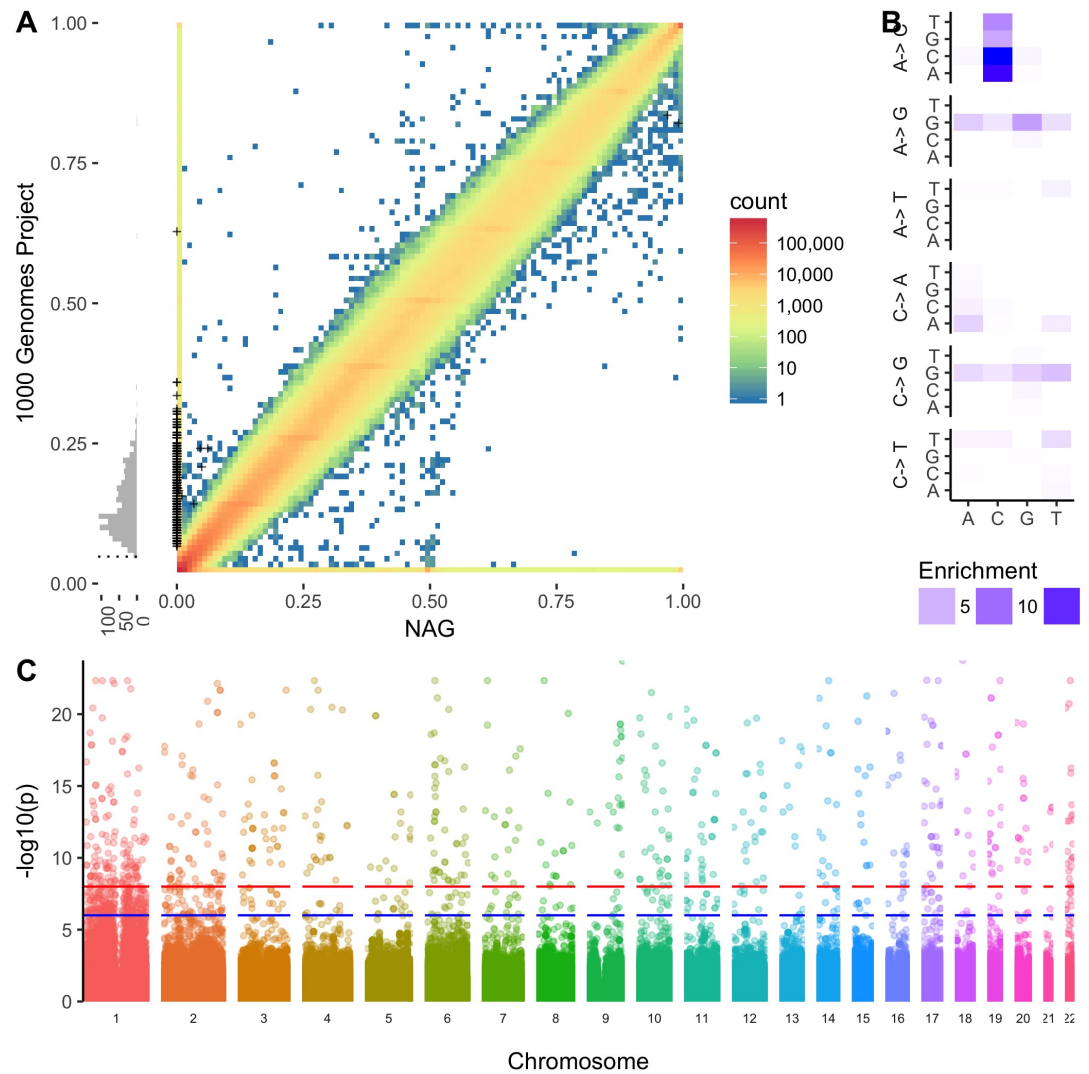 A
1.00
0.75
0.50
0.25
0.00
1000 Genomes Project
100
50
0
0.00
0.25
0.50
0.75
1.00
NAG
count
100,000
10,000
1,000
100
10
1
B
A-> C
T
G
C
A
A-> G
T
G
C
A
A-> T
T
G
C
A
C-> A
T
G
C
A
C-> G
T
G
C
A
C-> T
T
G
C
A
A C G T
Enrichment
5 10
C
-log10(p)
20
15
10
5
0
1 2 3 4 5 6 7 8 9 10 11 12 13 14 15 16 17 18 19 20 21 22
Chromosome